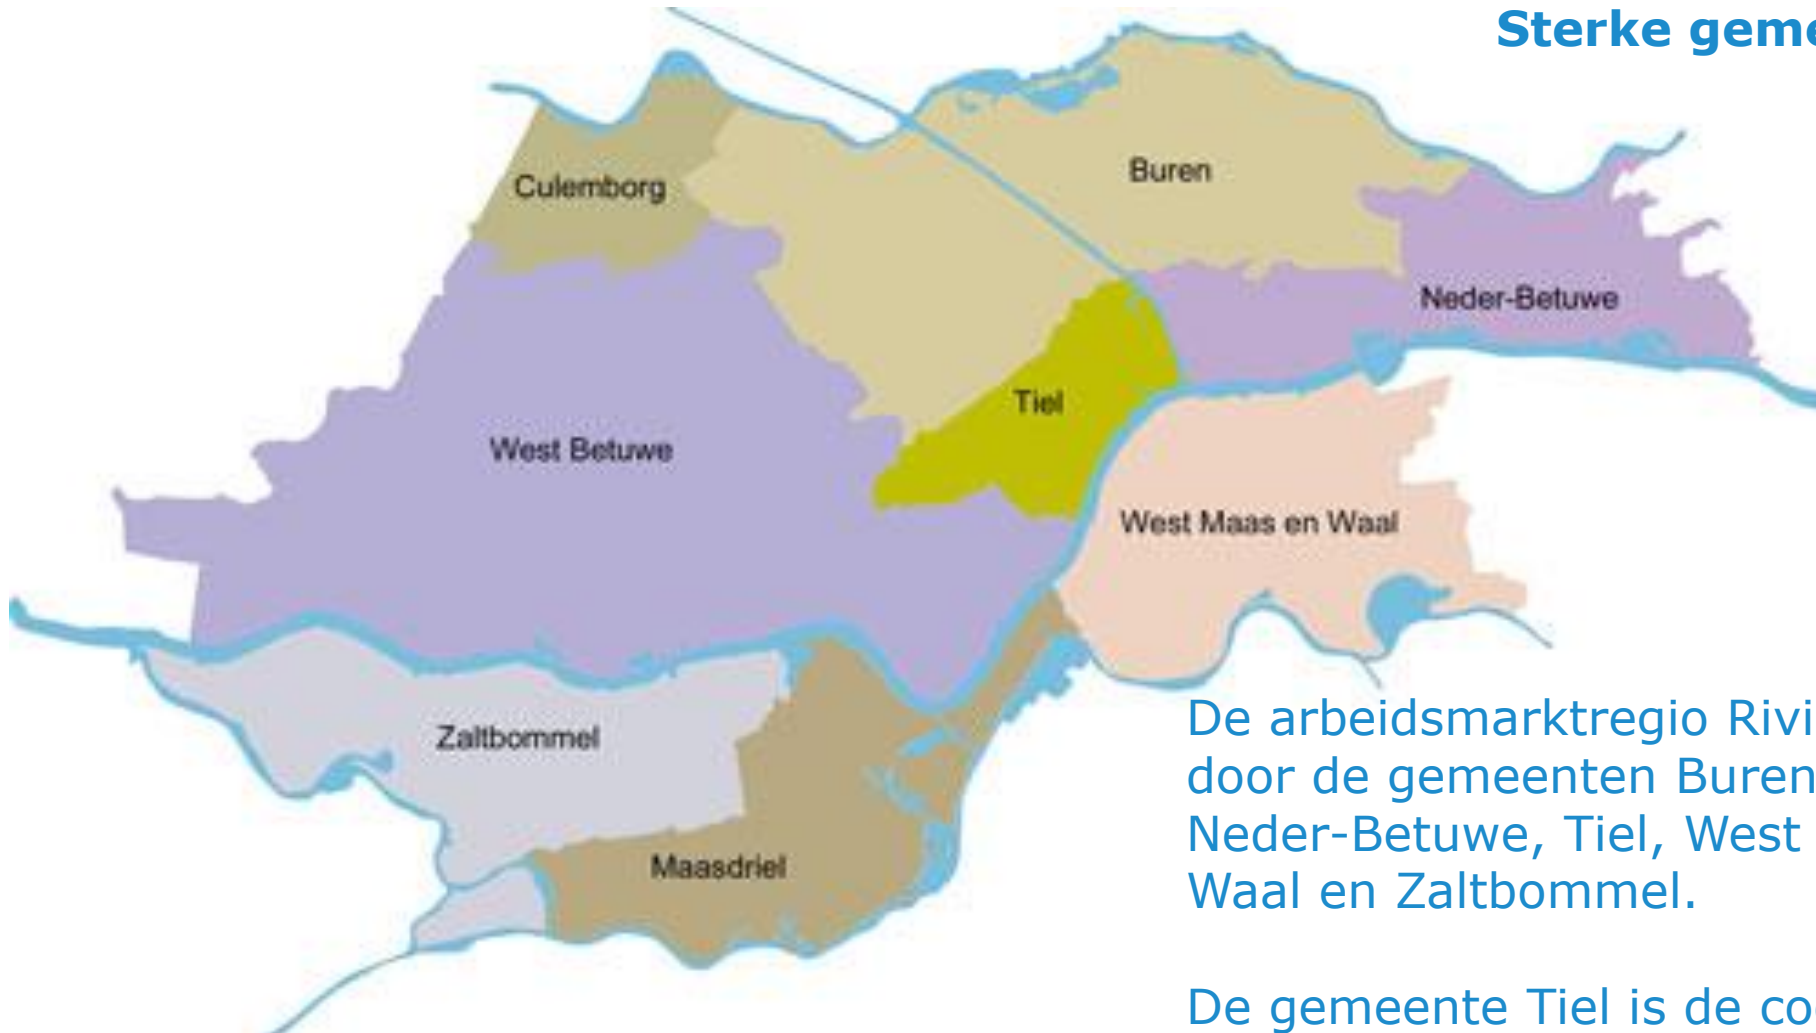 Sterke geme
Culemborg
Buren
Neder-Betuwe
Tiel
West Betuwe
West Maas en Waal
Zaltbommel
Maasdriel
De arbeidsmarktregio Rivi
door de gemeenten Buren
Neder-Betuwe, Tiel, West
Waal en Zaltbommel.
De gemeente Tiel is de co